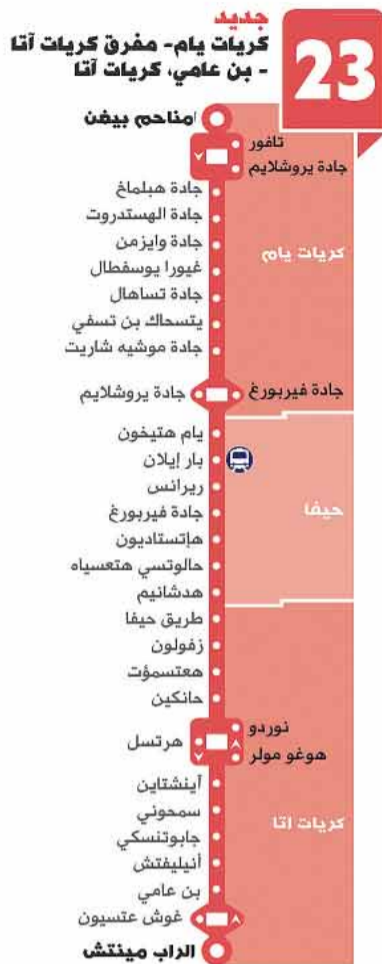 23
جديد
كريات يام- مفرق كريات آتا
- بن عامي، كريات آتا
مناحم بيغن
تافور
جادة يروشلايم
جادة هبلماخ
جادة الهستدروت
جادة وايزمن
غيورا يوسفطال
جادة تساهال
يتسحاك بن تسفي
جادة موشيه شاريت
كريات يام
جادة فيربورغ
جادة يروشلايم
يام هتيخون
بار إيلان
ريرانس
جادة فيربورغ
هإتستاديون
حالوتسي هتعسياه
هدشانيم
حيفا
طريق حيفا
زفولون
هعتسمؤت
حانكين
نوردو
هوغو مولر
هرتسل
آينشتاين
سمحوني
جابوتنسكي
أنيليفتش
بن عامي
غوش عتسيون
كريات اتا
الراب مينتش